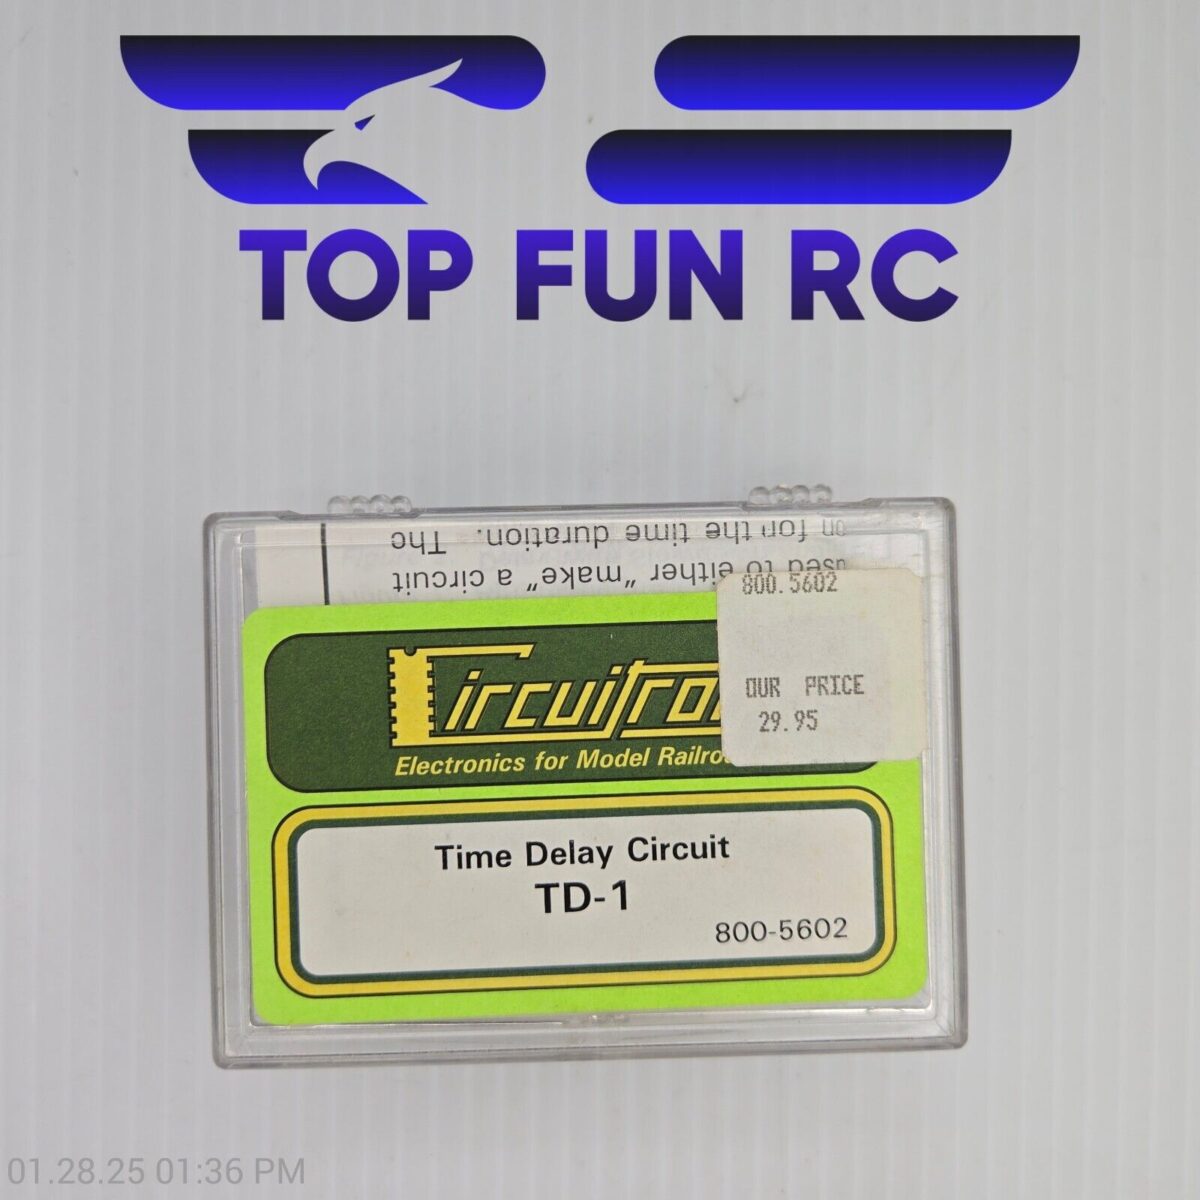 TOP FUN RC
on for the time duration. The
used to either "make" a circuit
800.5602
OUR PRICE
29.95
Circuitron
Electronics for Model
Time Delay Circuit
TD-1
800-5602
01.28.25 01:36 PM